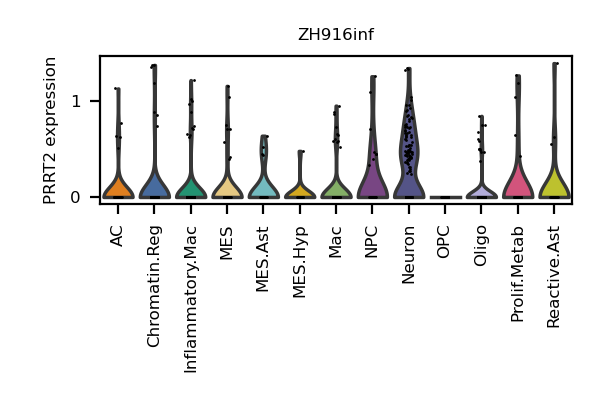 ZH916inf
PRRT2 expression
1
0
AC
Chromatin.Reg
Inflammatory.Mac
MES
MES.Ast
MES.Hyp
Mac
NPC
Neuron
OPC
Oligo
Prolif.Metab
Reactive.Ast